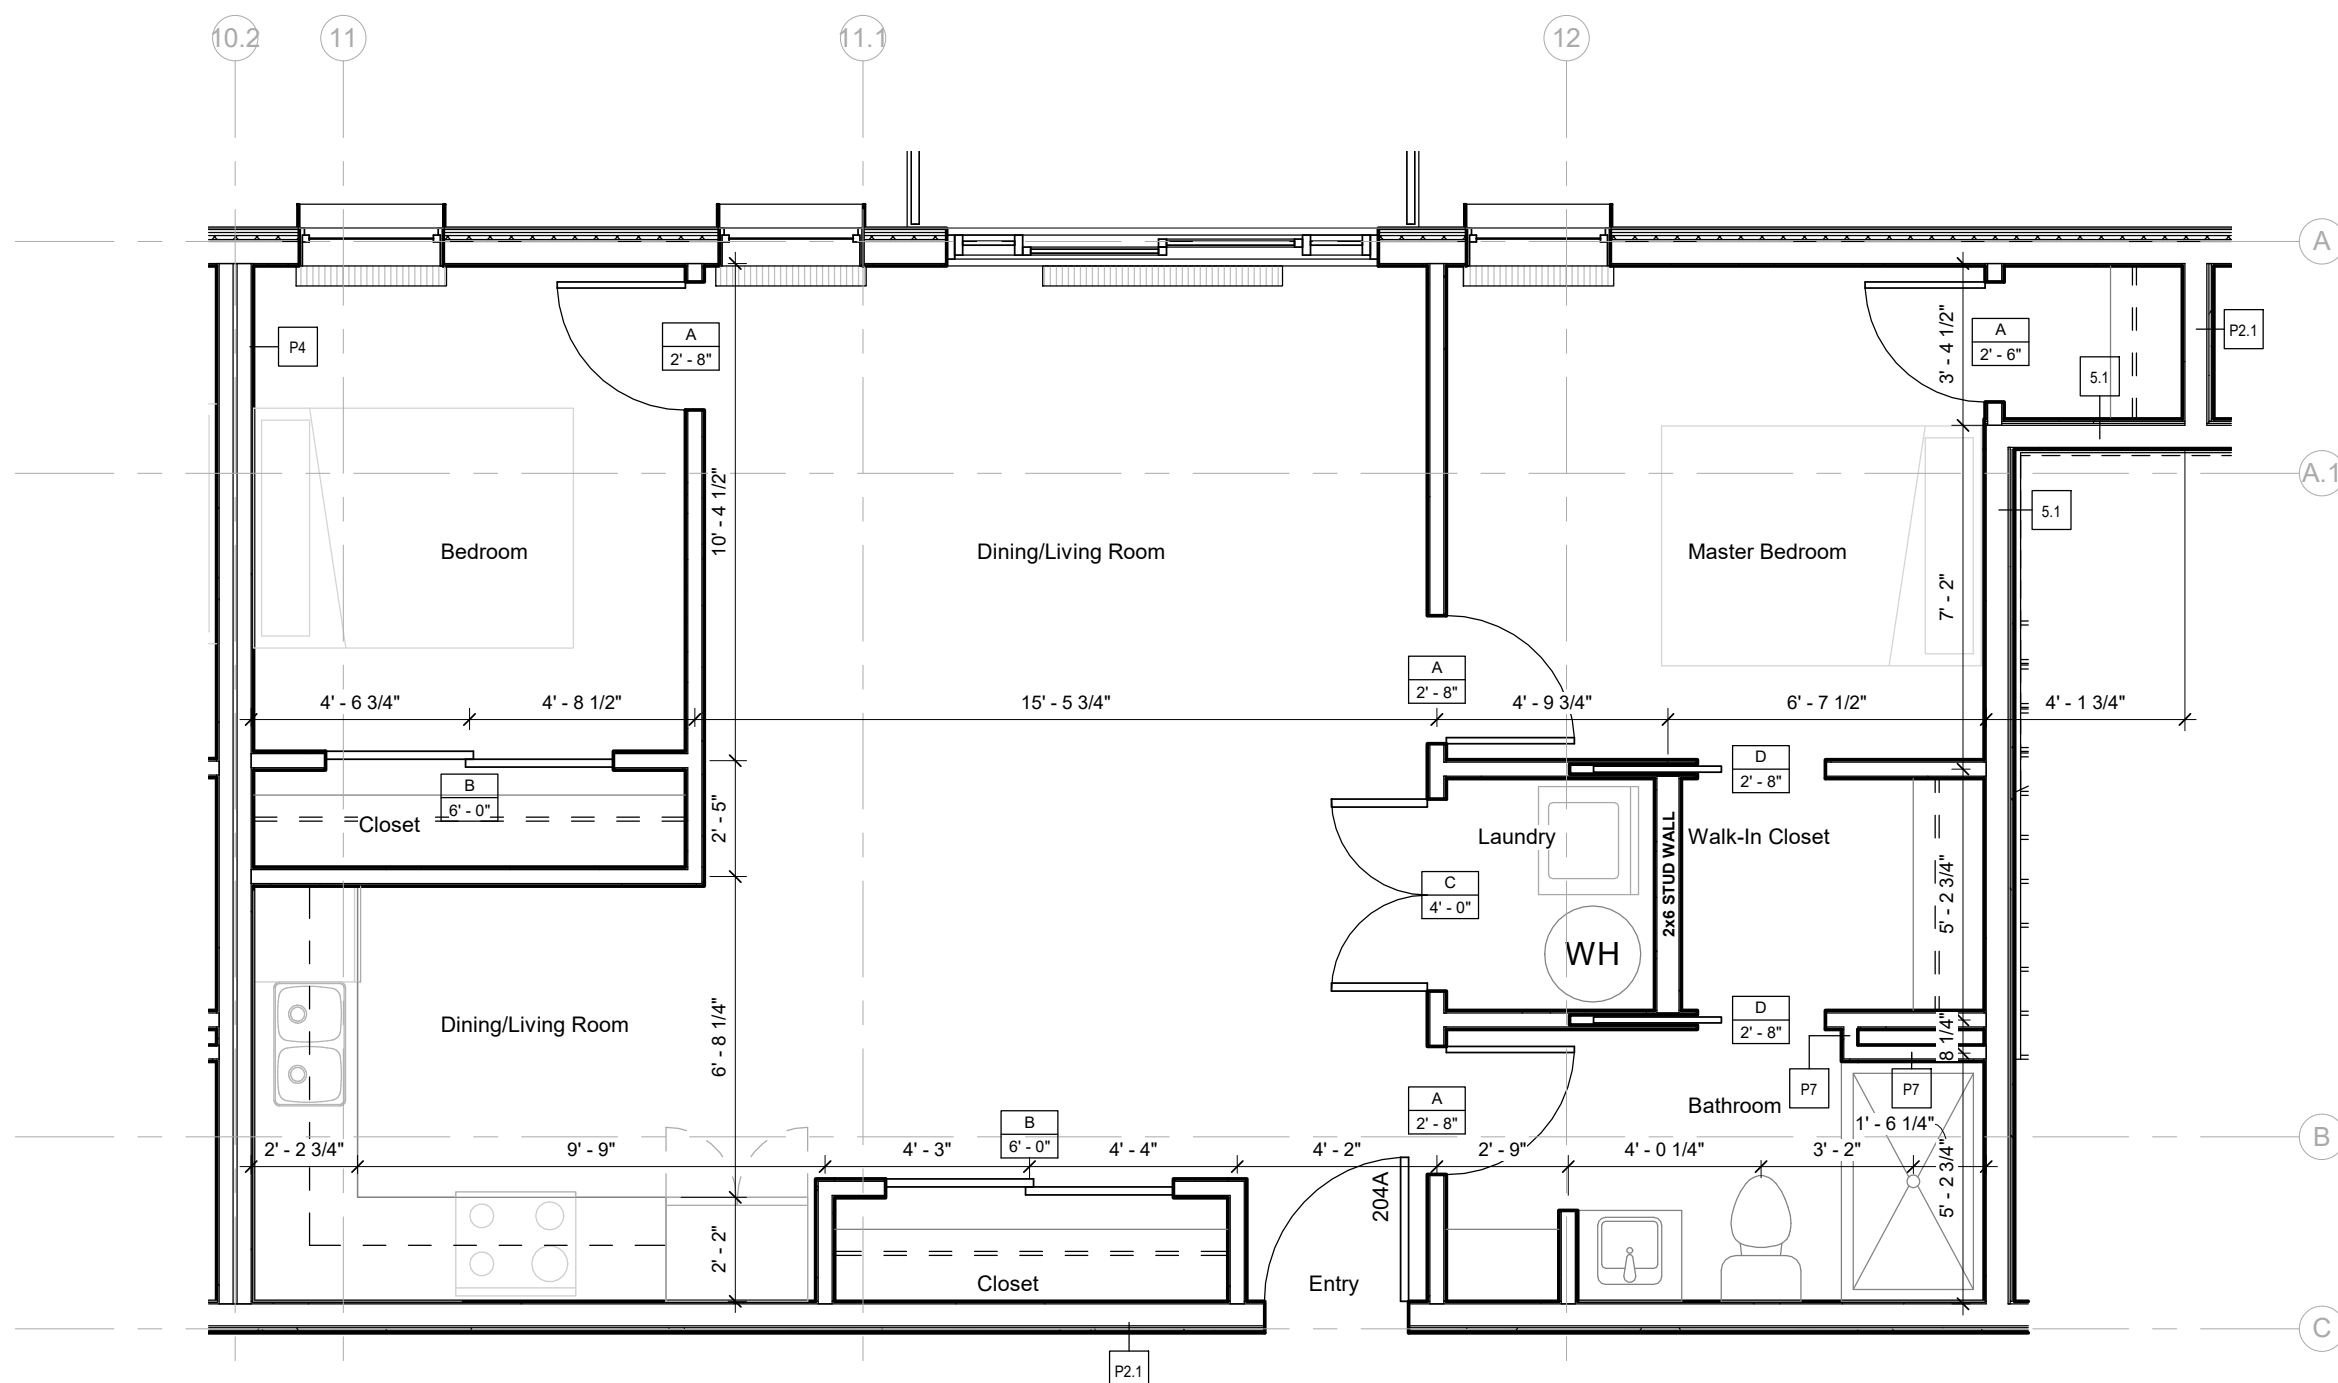 10.2 11 11.1 12
A
P4
A
2' - 8"
3' - 4 1/2"
A
2' - 6"
P2.1
5.1
A.1
10' - 4 1/2"
5.1
Bedroom
Dining/Living Room
Master Bedroom
7' - 2"
A
2' - 8"
4' - 6 3/4" 4' - 8 1/2" 15' - 5 3/4" 4' - 9 3/4" 6' - 7 1/2" 4' - 1 3/4"
B
6' - 0"
D
2' - 8"
Closet
2' - 5"
Laundry
2x6 STUD WALL
Walk-In Closet
C
4' - 0"
5' - 2 3/4"
WH
Dining/Living Room
6' - 8 1/4"
D
2' - 8"
8 1/4"
P7
P7
A
2' - 8"
Bathroom
1' - 6 1/4"
B
6' - 0"
B
2' - 2 3/4" 9' - 9" 4' - 3" 4' - 4" 4' - 2" 2' - 9" 4' - 0 1/4" 3' - 2"
5' - 2 3/4"
204A
2' - 2"
Closet
Entry
C
P2.1